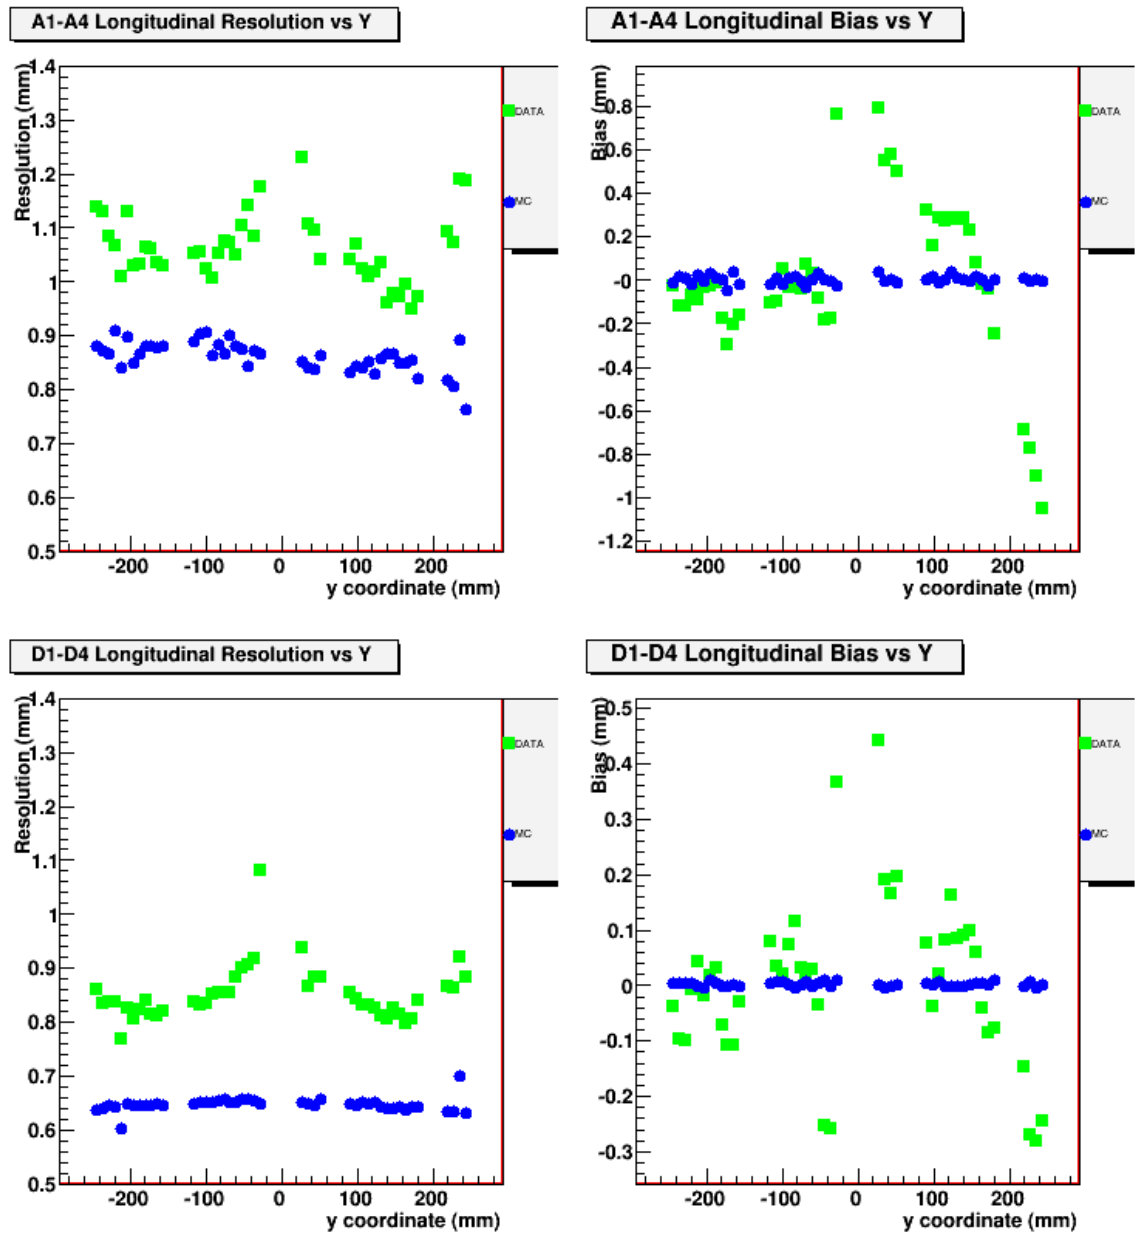 A1-A4 Longitudinal Resolution vs Y
Resolution (mm)
1.4
1.3
1.2
1.1
1
0.9
0.8
0.7
0.6
0.5
-200 -100 0 100 200
y coordinate (mm)
DATA
MC
A1-A4 Longitudinal Bias vs Y
Bias (mm)
0.8
0.6
0.4
0.2
-0
-0.2
-0.4
-0.6
-0.8
-1
-1.2
-200 -100 0 100 200
y coordinate (mm)
DATA
MC
D1-D4 Longitudinal Resolution vs Y
Resolution (mm)
1.4
1.3
1.2
1.1
1
0.9
0.8
0.7
0.6
0.5
-200 -100 0 100 200
y coordinate (mm)
DATA
MC
D1-D4 Longitudinal Bias vs Y
Bias (mm)
0.5
0.4
0.3
0.2
0.1
0
-0.1
-0.2
-0.3
-200 -100 0 100 200
y coordinate (mm)
DATA
MC